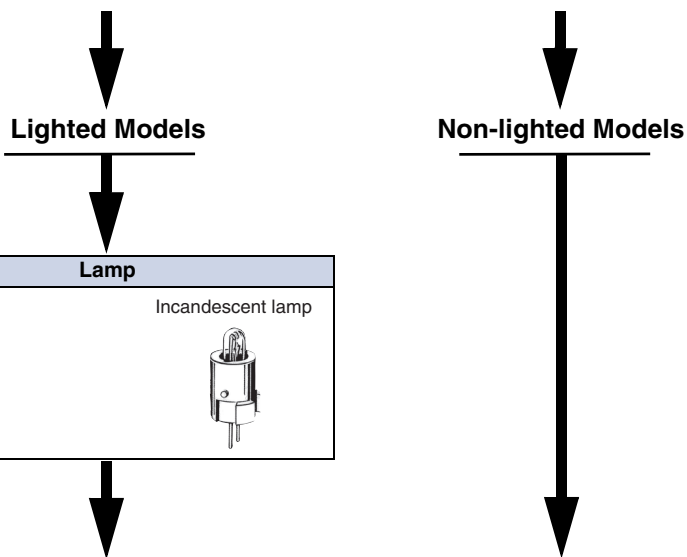 Lighted Models
Non-lighted Models
Lamp
Incandescent lamp